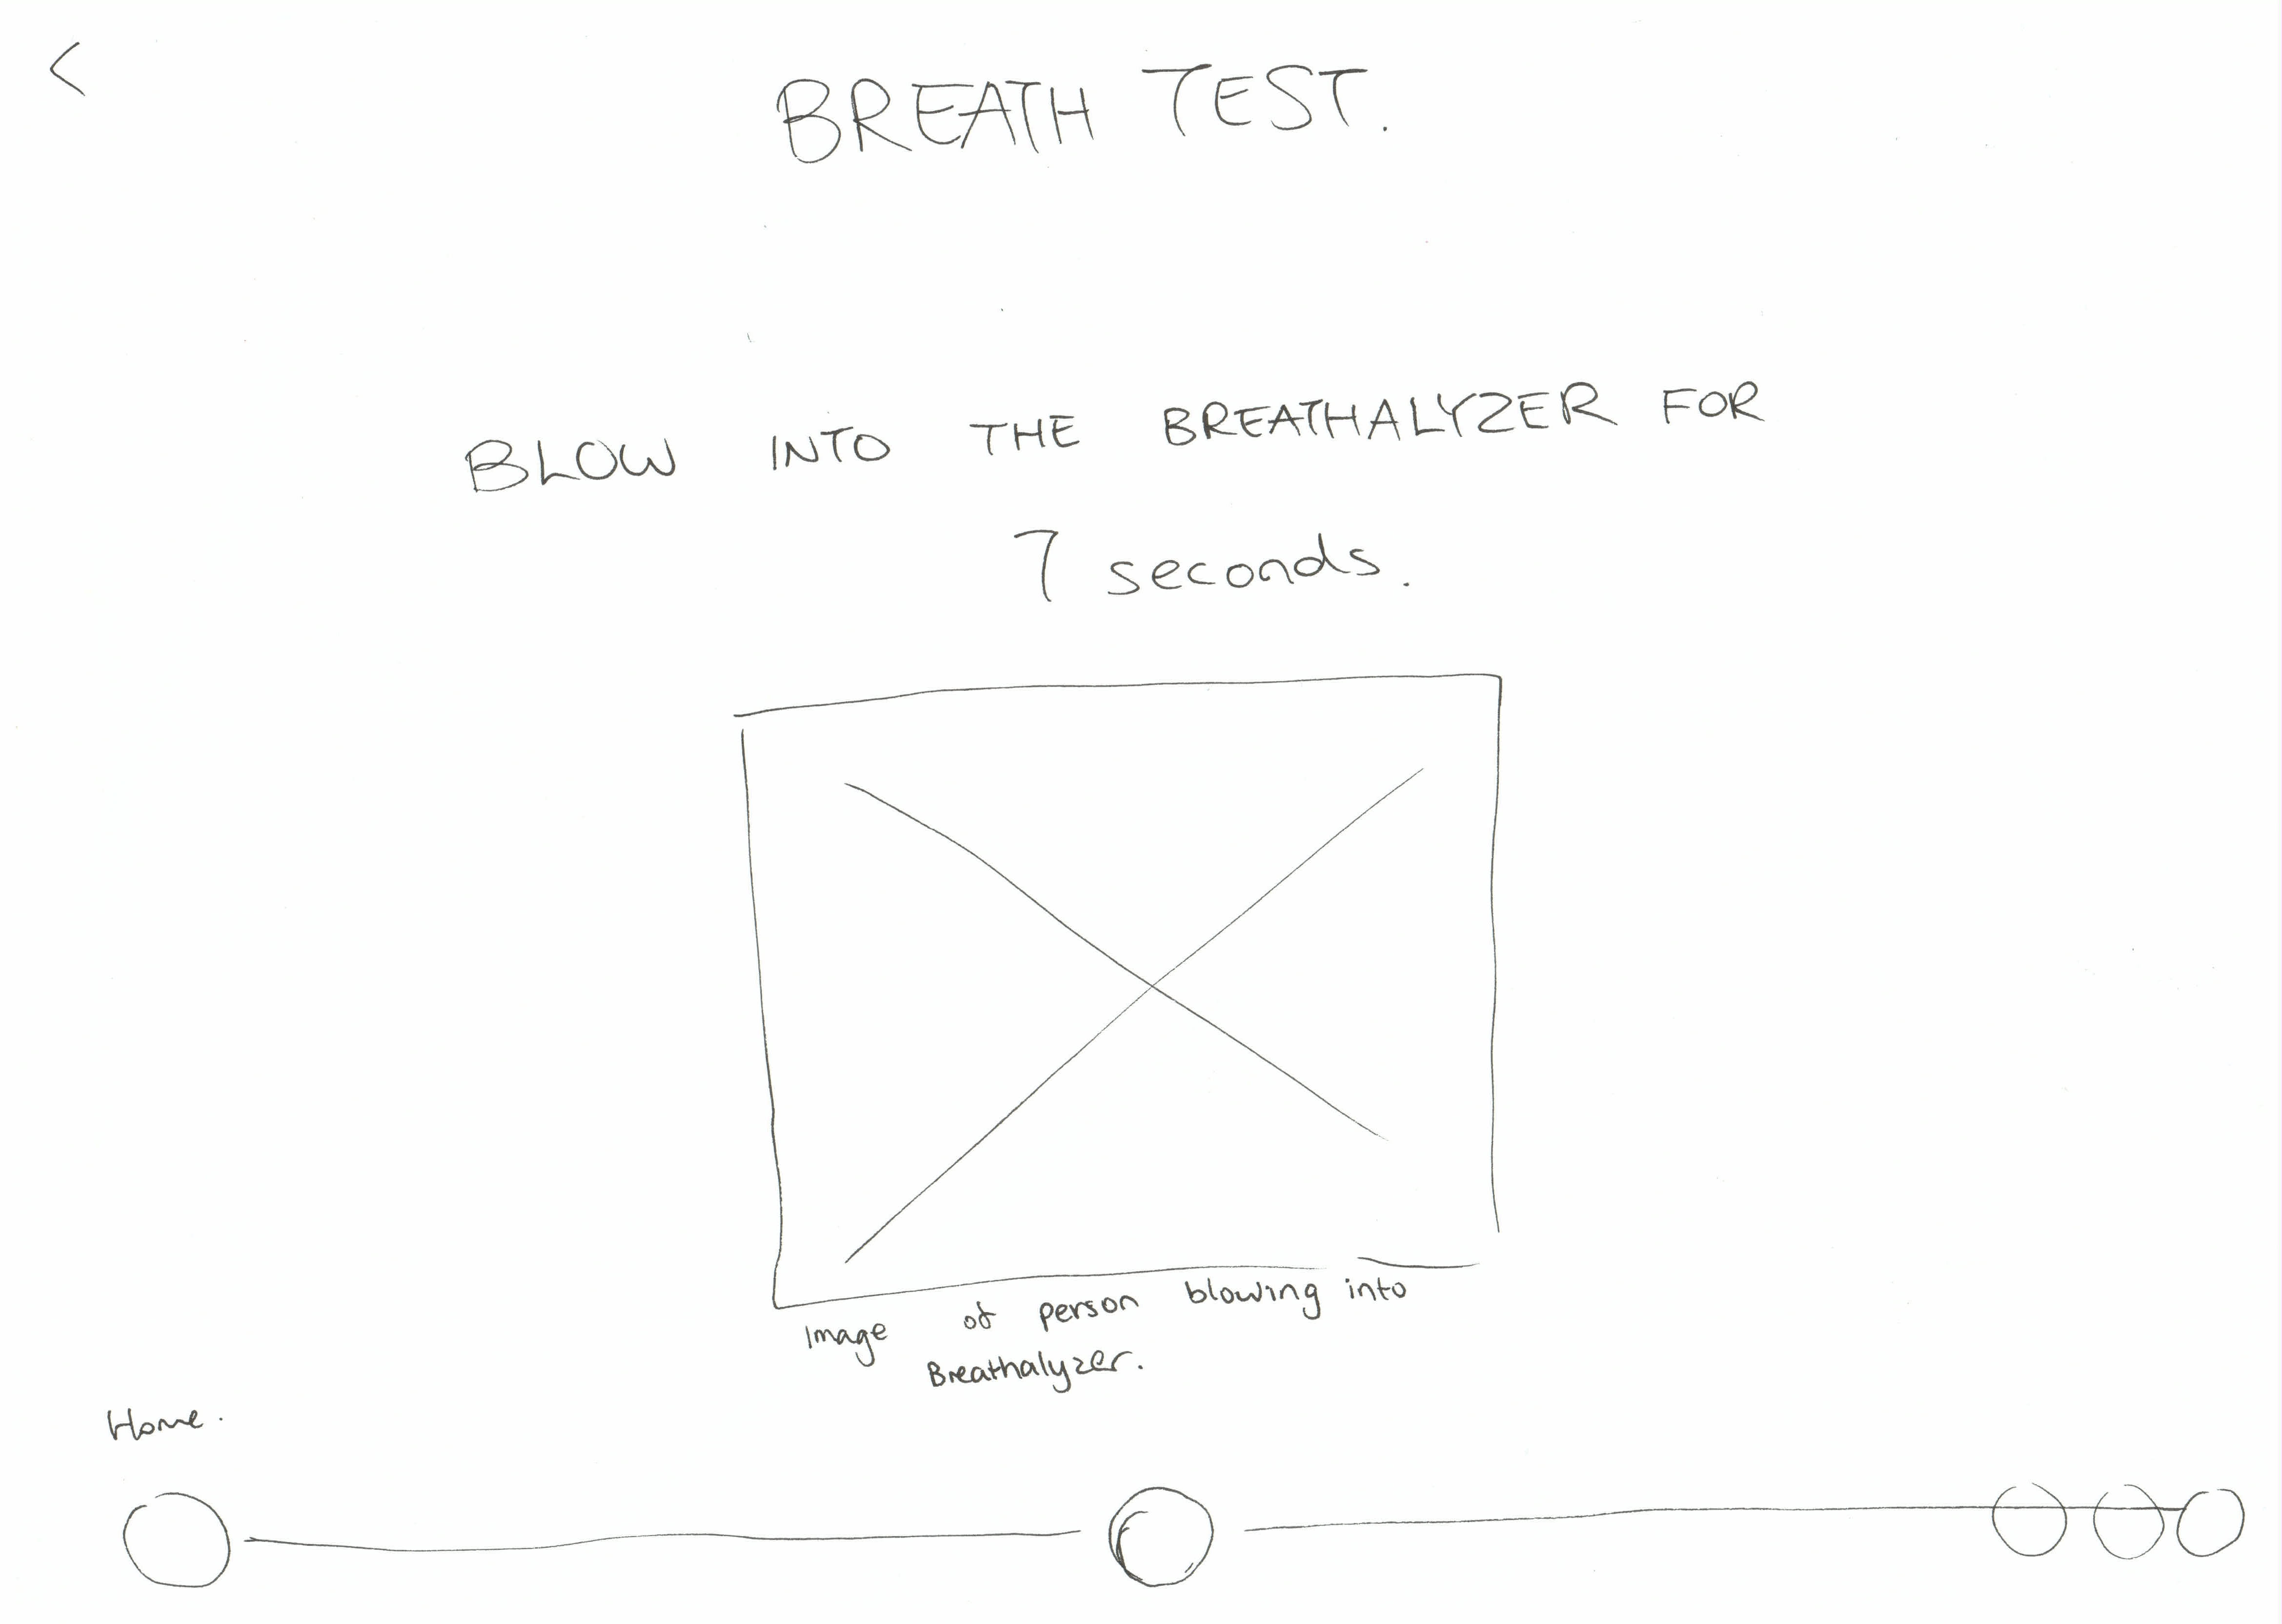 <
BREATH TEST.
BLOW INTO THE BREATHALYZER FOR
7 seconds.
Image of person blowing into
Breathalyzer.
Home.